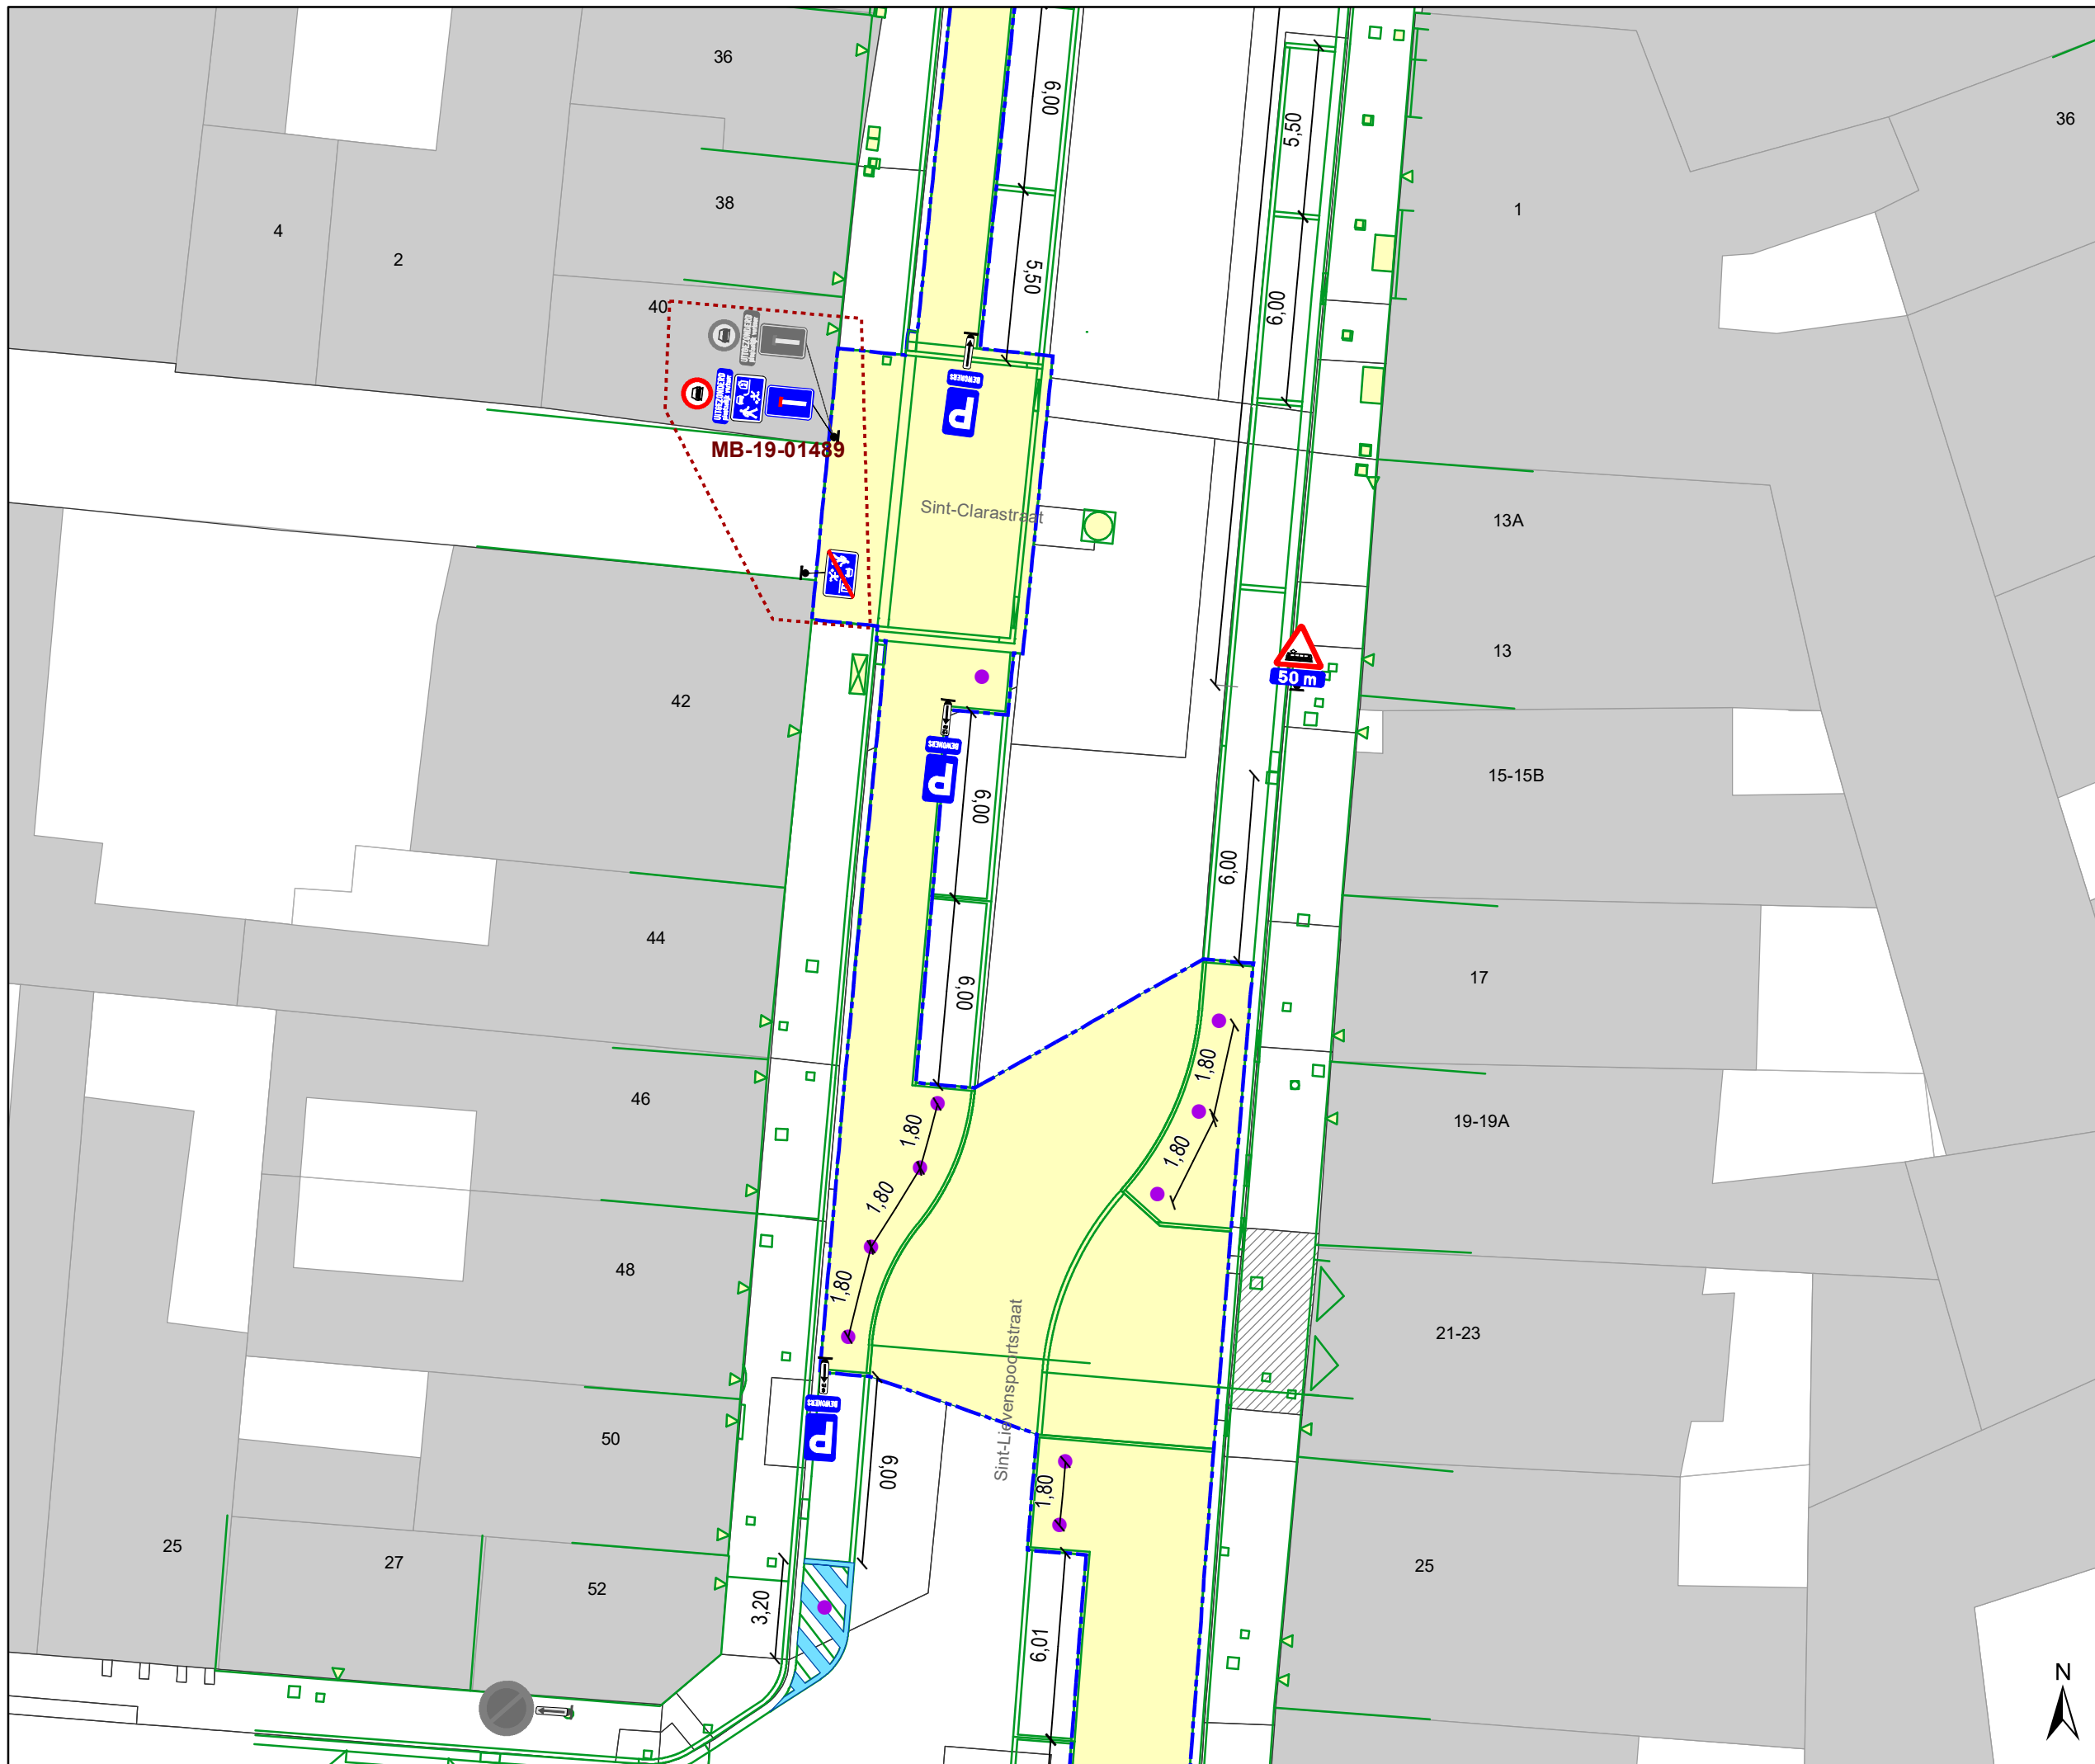 36
6,00
5,50
36
38
1
4
2
5,50
6,00
40
BEWONERS
P
MB-19-01489
Sint-Clarastraat
13A
13
50 m
42
BEWONERS
P
15-15B
6,00
6,00
44
17
6,00
1,80
46
19-19A
1,80
1,80
1,80
48
1,80
21-23
Sint-Lievenspoortstraat
BEWONERS
P
50
6,00
1,80
25
27
52
25
3,20
6,01
N